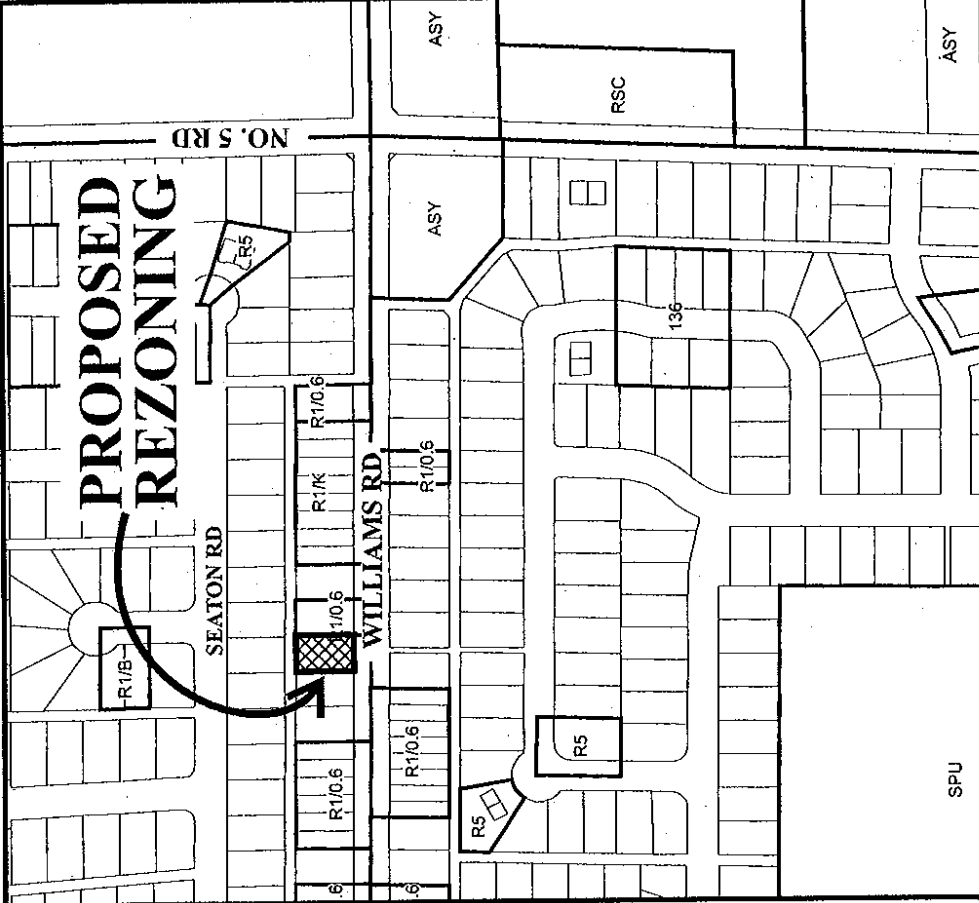 PROPOSED
REZONING
NO. 5 RD
SEATON RD
WILLIAMS RD
ASY
ASY
ASY
RSC
R5
R1/0.6
R1/K
R1/0.6
R1/0.6
136
R1/B
R1/0.6
R1/0.6
R5
R5
SPU
.6
.6